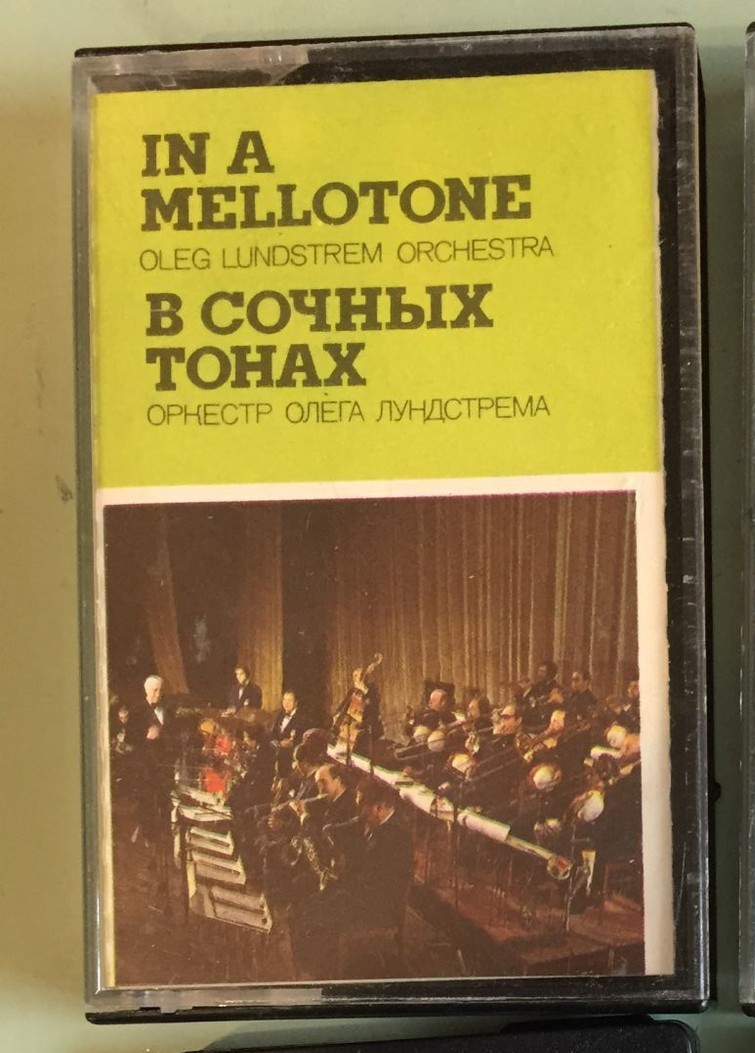 IN A
MELLOTONE
OLEG LUNDSTREM ORCHESTRA
В СОЧНЫХ
ТОНАХ
ОРКЕСТР ОЛЕГА ЛУНДСТРЕМА